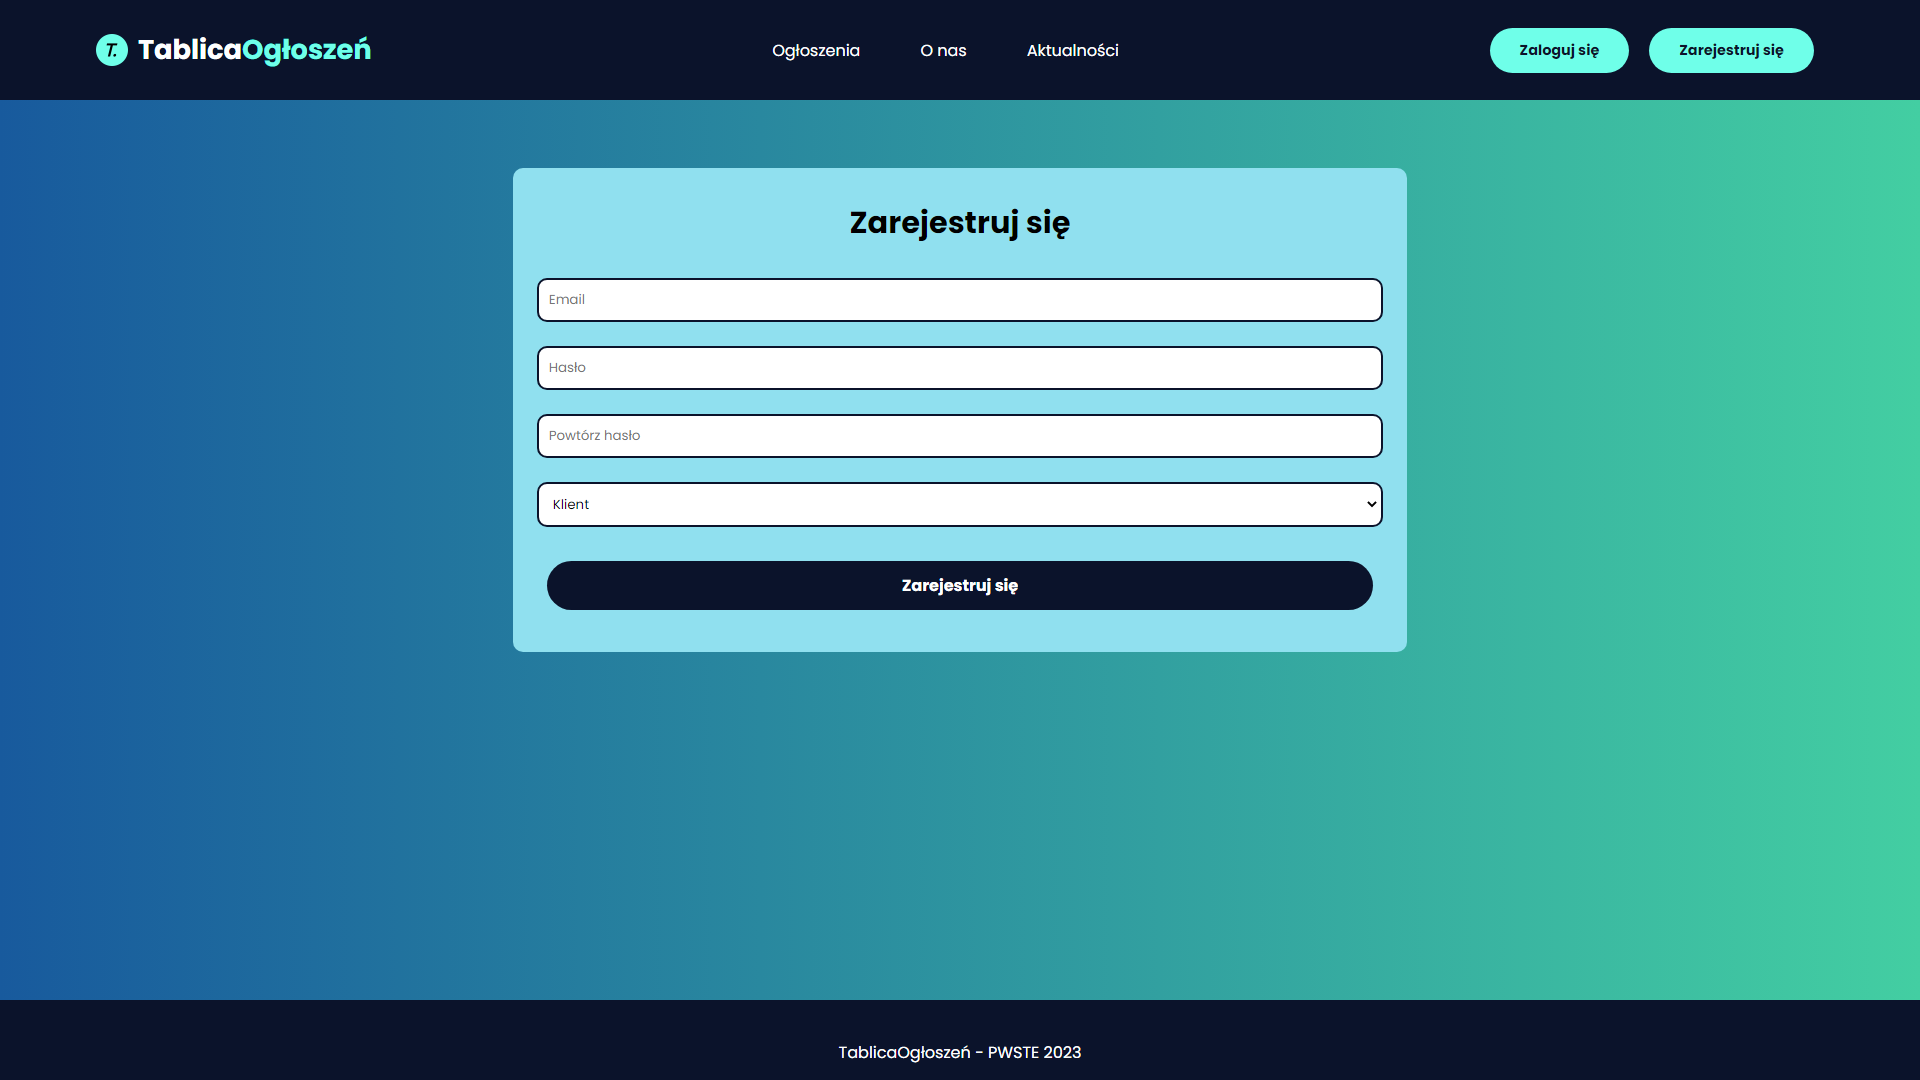 T. TablicaOgłoszeń
Ogłoszenia
O nas
Aktualności
Zaloguj się
Zarejestruj się
Zarejestruj się
Email
Hasło
Powtórz hasło
Klient
Zarejestruj się
TablicaOgłoszeń - PWSTE 2023